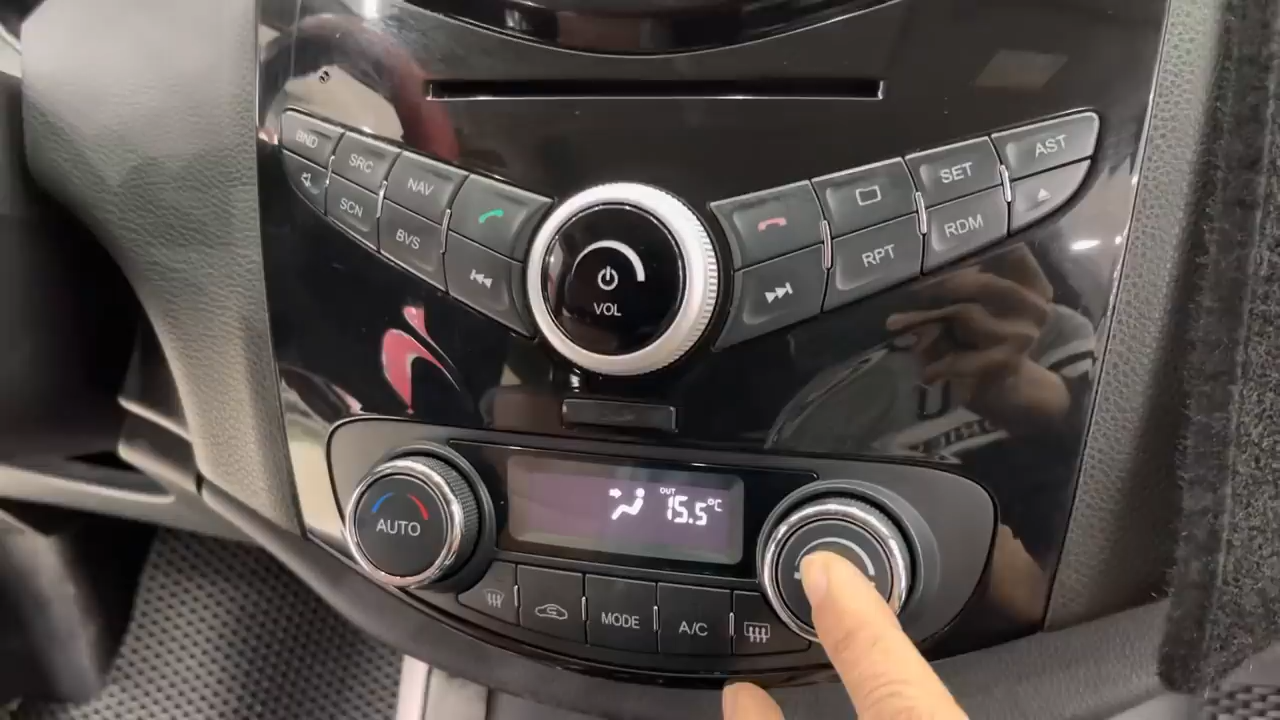 BND
SRC
NAV
SCN
BVS
VOL
SET
AST
RPT
RDM
AUTO
OUT
15.5°C
MODE
A/C